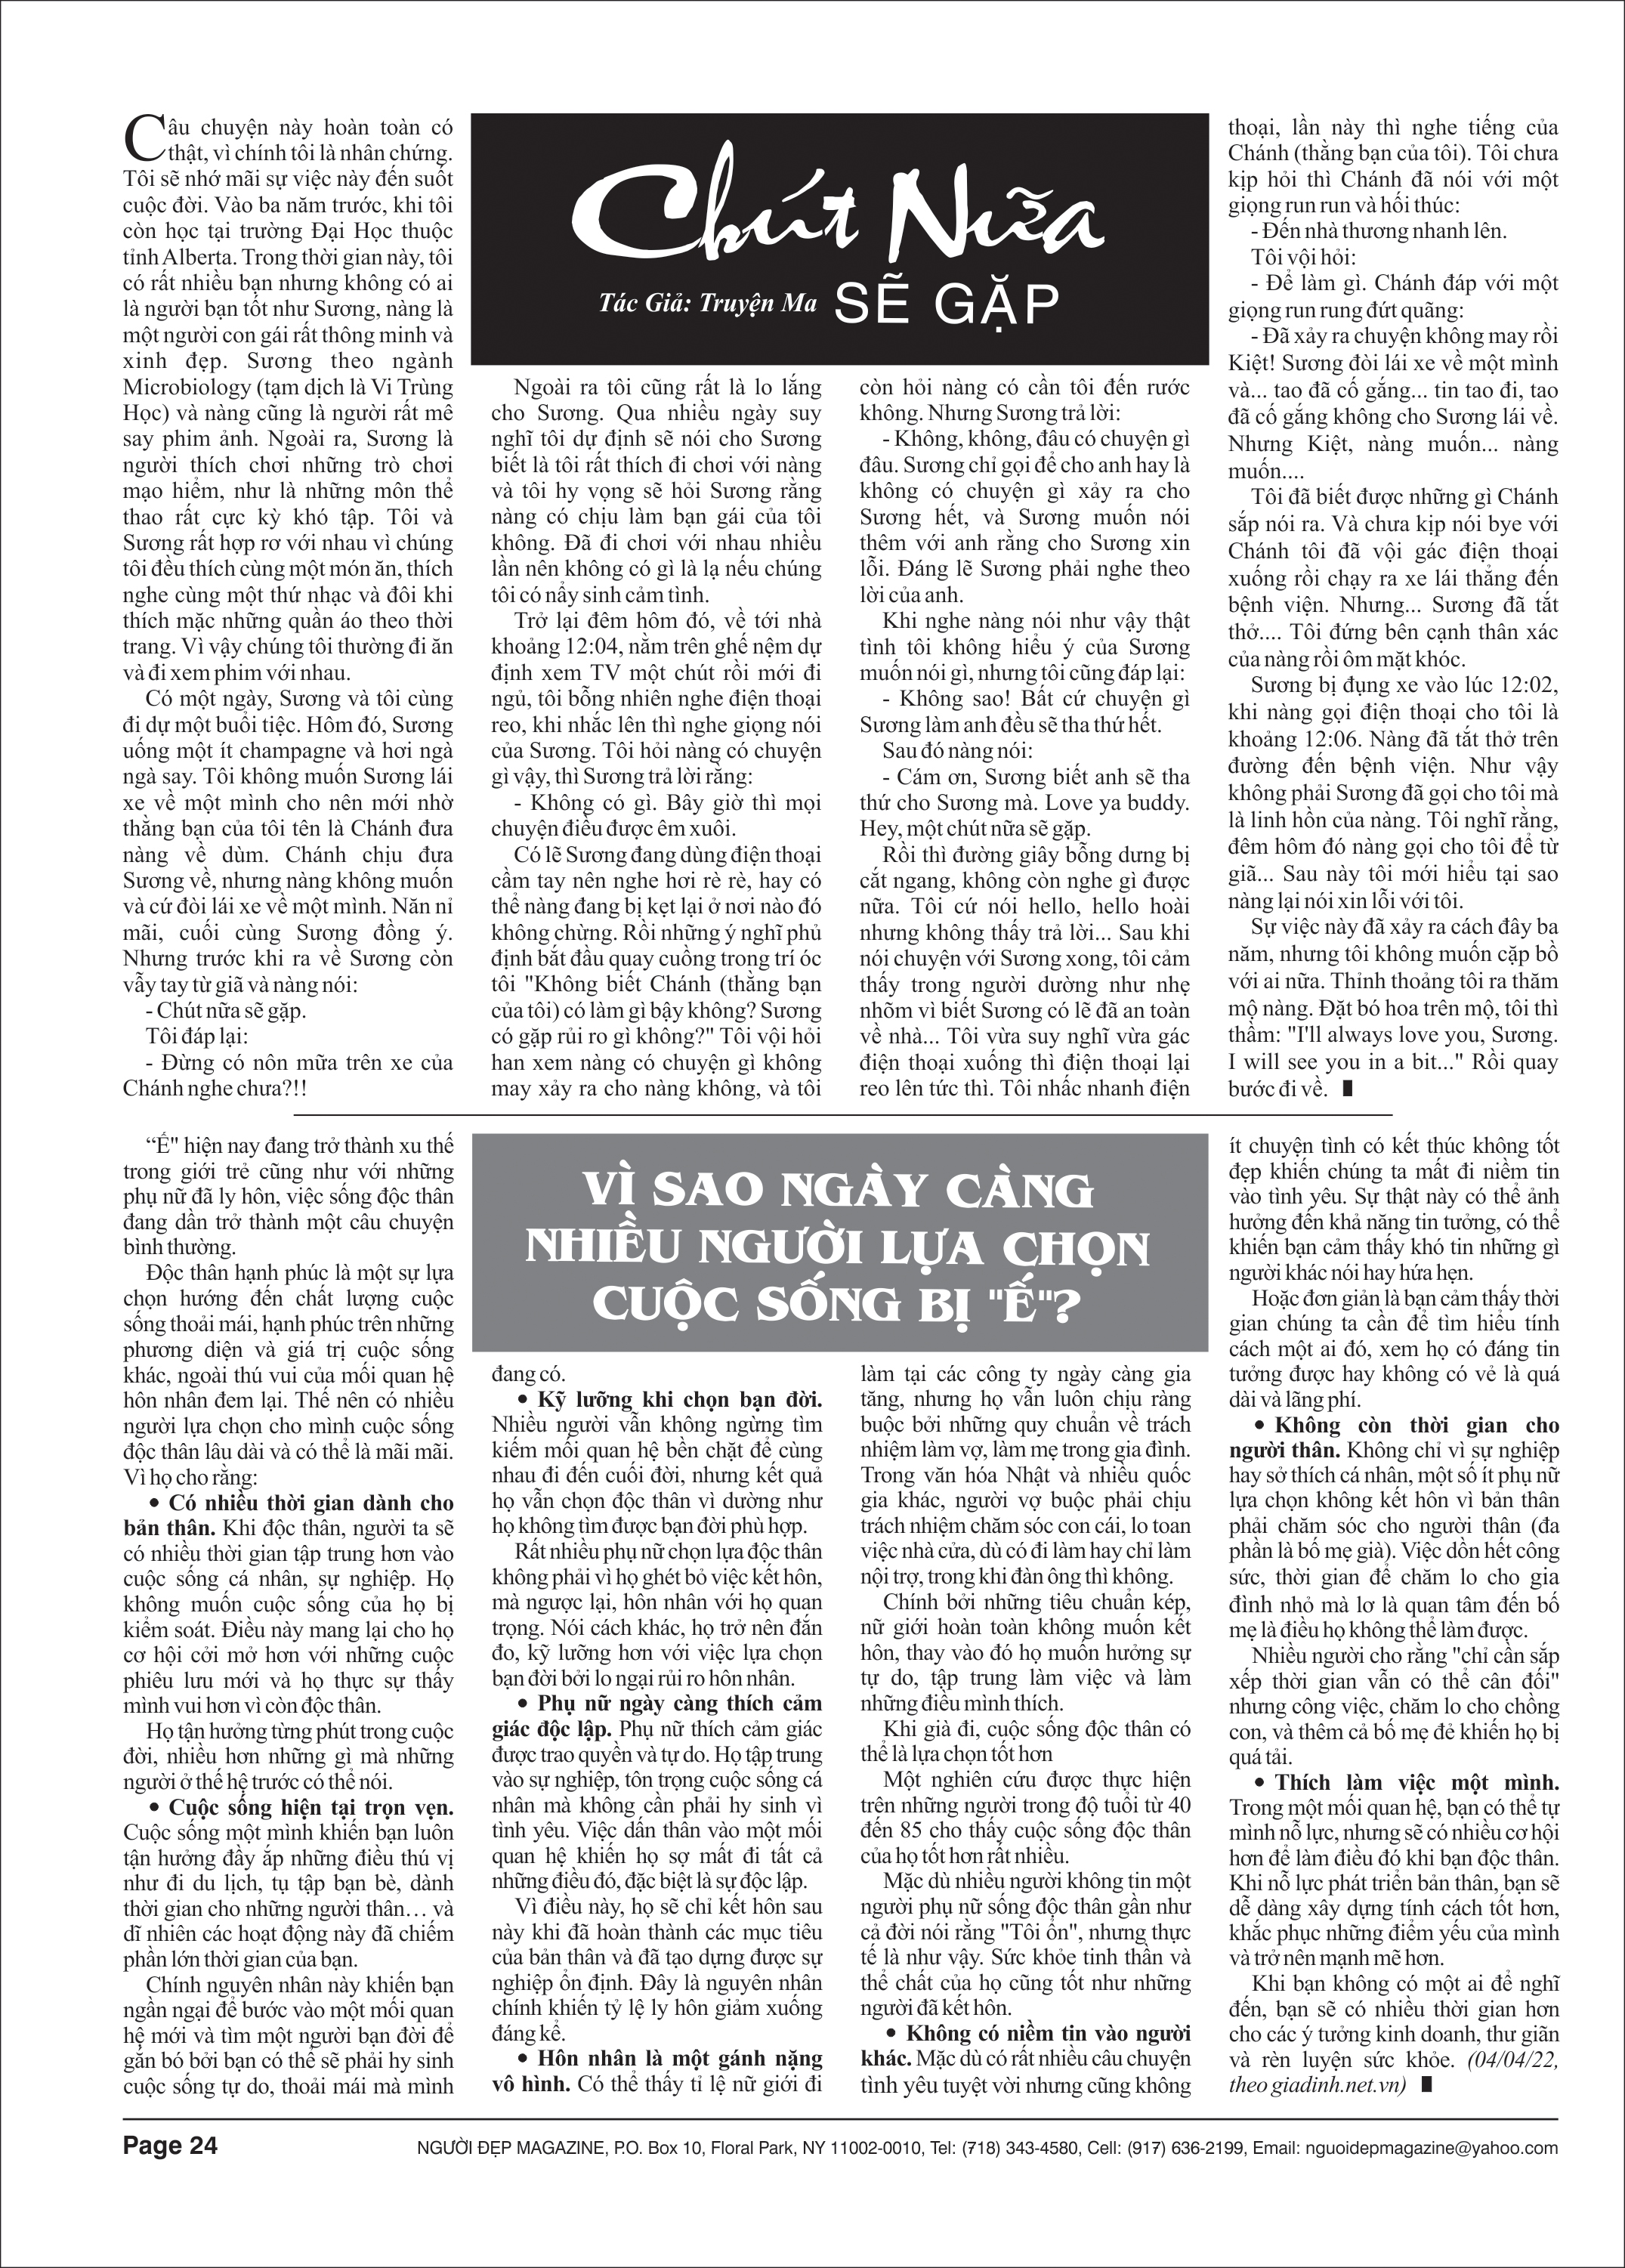 Chút Nữa
SẼ GẶP
Tác Giả: Truyện Ma
Câu chuyện này hoàn toàn có
thật, vì chính tôi là nhân chứng.
Tôi sẽ nhớ mãi sự việc này đến suốt
cuộc đời. Vào ba năm trước, khi tôi
còn học tại trường Đại Học thuộc
tỉnh Alberta. Trong thời gian này, tôi
có rất nhiều bạn nhưng không có ai
là người bạn tốt như Sương, nàng là
một người con gái rất thông minh và
xinh đẹp. Sương theo ngành
Microbiology (tạm dịch là Vi Trùng
Học) và nàng cũng là người rất mê
say phim ảnh. Ngoài ra, Sương là
người thích chơi những trò chơi
mạo hiểm, như là những môn thể
thao rất cực kỳ khó tập. Tôi và
Sương rất hợp rơ với nhau vì chúng
tôi đều thích cùng một món ăn, thích
nghe cùng một thứ nhạc và đôi khi
thích mặc những quần áo theo thời
trang. Vì vậy chúng tôi thường đi ăn
và đi xem phim với nhau.
Có một ngày, Sương và tôi cùng
đi dự một buổi tiệc. Hôm đó, Sương
uống một ít champagne và hơi ngà
ngà say. Tôi không muốn Sương lái
xe về một mình cho nên mới nhờ
thằng bạn của tôi tên là Chánh đưa
nàng về dùm. Chánh chịu đưa
Sương về, nhưng nàng không muốn
và cứ đòi lái xe về một mình. Năn nỉ
mãi, cuối cùng Sương đồng ý.
Nhưng trước khi ra về Sương còn
vẫy tay từ giã và nàng nói:
- Chút nữa sẽ gặp.
Tôi đáp lại:
- Đừng có nôn mữa trên xe của
Chánh nghe chưa?!!
Ngoài ra tôi cũng rất là lo lắng
cho Sương. Qua nhiều ngày suy
nghĩ tôi dự định sẽ nói cho Sương
biết là tôi rất thích đi chơi với nàng
và tôi hy vọng sẽ hỏi Sương rằng
nàng có chịu làm bạn gái của tôi
không. Đã đi chơi với nhau nhiều
lần nên không có gì là lạ nếu chúng
tôi có nẩy sinh cảm tình.
Trở lại đêm hôm đó, về tới nhà
khoảng 12:04, nằm trên ghế nệm dự
định xem TV một chút rồi mới đi
ngủ, tôi bỗng nhiên nghe điện thoại
reo, khi nhắc lên thì nghe giọng nói
của Sương. Tôi hỏi nàng có chuyện
gì vậy, thì Sương trả lời rằng:
- Không có gì. Bây giờ thì mọi
chuyện điều được êm xuôi.
Có lẽ Sương đang dùng điện thoại
cầm tay nên nghe hơi rè rè, hay có
thể nàng đang bị kẹt lại ở nơi nào đó
không chừng. Rồi những ý nghĩ phủ
định bắt đầu quay cuồng trong trí óc
tôi "Không biết Chánh (thằng bạn
của tôi) có làm gì bậy không? Sương
có gặp rủi ro gì không?" Tôi vội hỏi
han xem nàng có chuyện gì không
may xảy ra cho nàng không, và tôi
còn hỏi nàng có cần tôi đến rước
không. Nhưng Sương trả lời:
- Không, không, đâu có chuyện gì
đâu. Sương chỉ gọi để cho anh hay là
không có chuyện gì xảy ra cho
Sương hết, và Sương muốn nói
thêm với anh rằng cho Sương xin
lỗi. Đáng lẽ Sương phải nghe theo
lời của anh.
Khi nghe nàng nói như vậy thật
tình tôi không hiểu ý của Sương
muốn nói gì, nhưng tôi cũng đáp lại:
- Không sao! Bất cứ chuyện gì
Sương làm anh đều sẽ tha thứ hết.
Sau đó nàng nói:
- Cám ơn, Sương biết anh sẽ tha
thứ cho Sương mà. Love ya buddy.
Hey, một chút nữa sẽ gặp.
Rồi thì đường giây bỗng dưng bị
cắt ngang, không còn nghe gì được
nữa. Tôi cứ nói hello, hello hoài
nhưng không thấy trả lời... Sau khi
nói chuyện với Sương xong, tôi cảm
thấy trong người dường như nhẹ
nhõm vì biết Sương có lẽ đã an toàn
về nhà... Tôi vừa suy nghĩ vừa gác
điện thoại xuống thì điện thoại lại
reo lên tức thì. Tôi nhấc nhanh điện
thoại, lần này thì nghe tiếng của
Chánh (thằng bạn của tôi). Tôi chưa
kịp hỏi thì Chánh đã nói với một
giọng run run và hối thúc:
- Đến nhà thương nhanh lên.
Tôi vội hỏi:
- Để làm gì. Chánh đáp với một
giọng run rung đứt quãng:
- Đã xảy ra chuyện không may rồi
Kiệt! Sương đòi lái xe về một mình
và... tao đã cố gắng... tin tao đi, tao
đã cố gắng không cho Sương lái về.
Nhưng Kiệt, nàng muốn... nàng
muốn....
Tôi đã biết được những gì Chánh
sắp nói ra. Và chưa kịp nói bye với
Chánh tôi đã vội gác điện thoại
xuống rồi chạy ra xe lái thẳng đến
bệnh viện. Nhưng... Sương đã tắt
thở.... Tôi đứng bên cạnh thân xác
của nàng rồi ôm mặt khóc.
Sương bị đụng xe vào lúc 12:02,
khi nàng gọi điện thoại cho tôi là
khoảng 12:06. Nàng đã tắt thở trên
đường đến bệnh viện. Như vậy
không phải Sương đã gọi cho tôi mà
là linh hồn của nàng. Tôi nghĩ rằng,
đêm hôm đó nàng gọi cho tôi để từ
giã... Sau này tôi mới hiểu tại sao
nàng lại nói xin lỗi với tôi.
Sự việc này đã xảy ra cách đây ba
năm, nhưng tôi không muốn cặp bồ
với ai nữa. Thỉnh thoảng tôi ra thăm
mộ nàng. Đặt bó hoa trên mộ, tôi thì
thầm: "I'll always love you, Sương.
I will see you in a bit..." Rồi quay
bước đi về.
VÌ SAO NGÀY CÀNG
NHIỀU NGƯỜI LỰA CHỌN
CUỘC SỐNG BỊ "Ế"?
“Ế" hiện nay đang trở thành xu thế
trong giới trẻ cũng như với những
phụ nữ đã ly hôn, việc sống độc thân
đang dần trở thành một câu chuyện
bình thường.
Độc thân hạnh phúc là một sự lựa
chọn hướng đến chất lượng cuộc
sống thoải mái, hạnh phúc trên những
phương diện và giá trị cuộc sống
khác, ngoài thú vui của mối quan hệ
hôn nhân đem lại. Thế nên có nhiều
người lựa chọn cho mình cuộc sống
độc thân lâu dài và có thể là mãi mãi.
Vì họ cho rằng:
• Có nhiều thời gian dành cho
bản thân. Khi độc thân, người ta sẽ
có nhiều thời gian tập trung hơn vào
cuộc sống cá nhân, sự nghiệp. Họ
không muốn cuộc sống của họ bị
kiểm soát. Điều này mang lại cho họ
cơ hội cởi mở hơn với những cuộc
phiêu lưu mới và họ thực sự thấy
mình vui hơn vì còn độc thân.
Họ tận hưởng từng phút trong cuộc
đời, nhiều hơn những gì mà những
người ở thế hệ trước có thể nói.
• Cuộc sống hiện tại trọn vẹn.
Cuộc sống một mình khiến bạn luôn
tận hưởng đầy ắp những điều thú vị
như đi du lịch, tụ tập bạn bè, dành
thời gian cho những người thân… và
dĩ nhiên các hoạt động này đã chiếm
phần lớn thời gian của bạn.
Chính nguyên nhân này khiến bạn
ngần ngại để bước vào một mối quan
hệ mới và tìm một người bạn đời để
gắn bó bởi bạn có thể sẽ phải hy sinh
cuộc sống tự do, thoải mái mà mình
đang có.
• Kỹ lưỡng khi chọn bạn đời.
Nhiều người vẫn không ngừng tìm
kiếm mối quan hệ bền chặt để cùng
nhau đi đến cuối đời, nhưng kết quả
họ vẫn chọn độc thân vì dường như
họ không tìm được bạn đời phù hợp.
Rất nhiều phụ nữ chọn lựa độc thân
không phải vì họ ghét bỏ việc kết hôn,
mà ngược lại, hôn nhân với họ quan
trọng. Nói cách khác, họ trở nên đắn
đo, kỹ lưỡng hơn với việc lựa chọn
bạn đời bởi lo ngại rủi ro hôn nhân.
• Phụ nữ ngày càng thích cảm
giác độc lập. Phụ nữ thích cảm giác
được trao quyền và tự do. Họ tập trung
vào sự nghiệp, tôn trọng cuộc sống cá
nhân mà không cần phải hy sinh vì
tình yêu. Việc dấn thân vào một mối
quan hệ khiến họ sợ mất đi tất cả
những điều đó, đặc biệt là sự độc lập.
Vì điều này, họ sẽ chỉ kết hôn sau
này khi đã hoàn thành các mục tiêu
của bản thân và đã tạo dựng được sự
nghiệp ổn định. Đây là nguyên nhân
chính khiến tỷ lệ ly hôn giảm xuống
đáng kể.
• Hôn nhân là một gánh nặng
vô hình. Có thể thấy tỉ lệ nữ giới đi
làm tại các công ty ngày càng gia
tăng, nhưng họ vẫn luôn chịu ràng
buộc bởi những quy chuẩn về trách
nhiệm làm vợ, làm mẹ trong gia đình.
Trong văn hóa Nhật và nhiều quốc
gia khác, người vợ buộc phải chịu
trách nhiệm chăm sóc con cái, lo toan
việc nhà cửa, dù có đi làm hay chỉ làm
nội trợ, trong khi đàn ông thì không.
Chính bởi những tiêu chuẩn kép,
nữ giới hoàn toàn không muốn kết
hôn, thay vào đó họ muốn hưởng sự
tự do, tập trung làm việc và làm
những điều mình thích.
Khi già đi, cuộc sống độc thân có
thể là lựa chọn tốt hơn
Một nghiên cứu được thực hiện
trên những người trong độ tuổi từ 40
đến 85 cho thấy cuộc sống độc thân
của họ tốt hơn rất nhiều.
Mặc dù nhiều người không tin một
người phụ nữ sống độc thân gần như
cả đời nói rằng "Tôi ổn", nhưng thực
tế là như vậy. Sức khỏe tinh thần và
thể chất của họ cũng tốt như những
người đã kết hôn.
• Không có niềm tin vào người
khác. Mặc dù có rất nhiều câu chuyện
tình yêu tuyệt vời nhưng cũng không
ít chuyện tình có kết thúc không tốt
đẹp khiến chúng ta mất đi niềm tin
vào tình yêu. Sự thật này có thể ảnh
hưởng đến khả năng tin tưởng, có thể
khiến bạn cảm thấy khó tin những gì
người khác nói hay hứa hẹn.
Hoặc đơn giản là bạn cảm thấy thời
gian chúng ta cần để tìm hiểu tính
cách một ai đó, xem họ có đáng tin
tưởng được hay không có vẻ là quá
dài và lãng phí.
• Không còn thời gian cho
người thân. Không chỉ vì sự nghiệp
hay sở thích cá nhân, một số ít phụ nữ
lựa chọn không kết hôn vì bản thân
phải chăm sóc cho người thân (đa
phần là bố mẹ già). Việc dồn hết công
sức, thời gian để chăm lo cho gia
đình nhỏ mà lơ là quan tâm đến bố
mẹ là điều họ không thể làm được.
Nhiều người cho rằng "chỉ cần sắp
xếp thời gian vẫn có thể cân đối"
nhưng công việc, chăm lo cho chồng
con, và thêm cả bố mẹ đẻ khiến họ bị
quá tải.
• Thích làm việc một mình.
Trong một mối quan hệ, bạn có thể tự
mình nỗ lực, nhưng sẽ có nhiều cơ hội
hơn để làm điều đó khi bạn độc thân.
Khi nỗ lực phát triển bản thân, bạn sẽ
dễ dàng xây dựng tính cách tốt hơn,
khắc phục những điểm yếu của mình
và trở nên mạnh mẽ hơn.
Khi bạn không có một ai để nghĩ
đến, bạn sẽ có nhiều thời gian hơn
cho các ý tưởng kinh doanh, thư giãn
và rèn luyện sức khỏe. (04/04/22,
theo giadinh.net.vn)
Page 24
NGƯỜI ĐẸP MAGAZINE, P.O. Box 10, Floral Park, NY 11002-0010, Tel: (718) 343-4580, Cell: (917) 636-2199, Email: nguoidepmagazine@yahoo.com